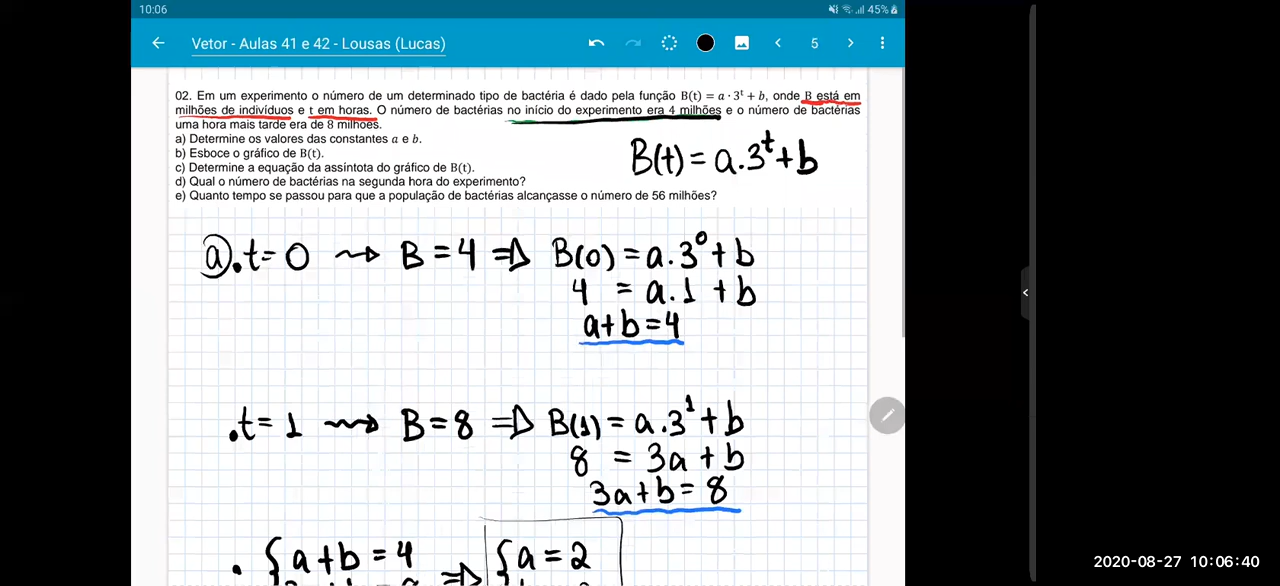 10:06
45%
Vetor - Aulas 41 e 42 - Lousas (Lucas)
5
02. Em um experimento o número de um determinado tipo de bactéria é dado pela função B(t) = a · 3^t + b, onde B está em
milhões de indivíduos e t em horas. O número de bactérias no início do experimento era 4 milhões e o número de bactérias
uma hora mais tarde era de 8 milhões.
a) Determine os valores das constantes a e b.
b) Esboce o gráfico de B(t).
c) Determine a equação da assíntota do gráfico de B(t).
d) Qual o número de bactérias na segunda hora do experimento?
e) Quanto tempo se passou para que a população de bactérias alcançasse o número de 56 milhões?
B(t) = a.3^t + b
a) .t = 0 ⇝ B = 4 ⇒ B(0) = a.3^0 + b
4 = a.1 + b
a+b=4
.t = 1 ⇝ B = 8 ⇒ B(1) = a.3^1 + b
8 = 3a + b
3a+b=8
. { a+b=4 ⇒ { a=2
2020-08-27 10:06:40